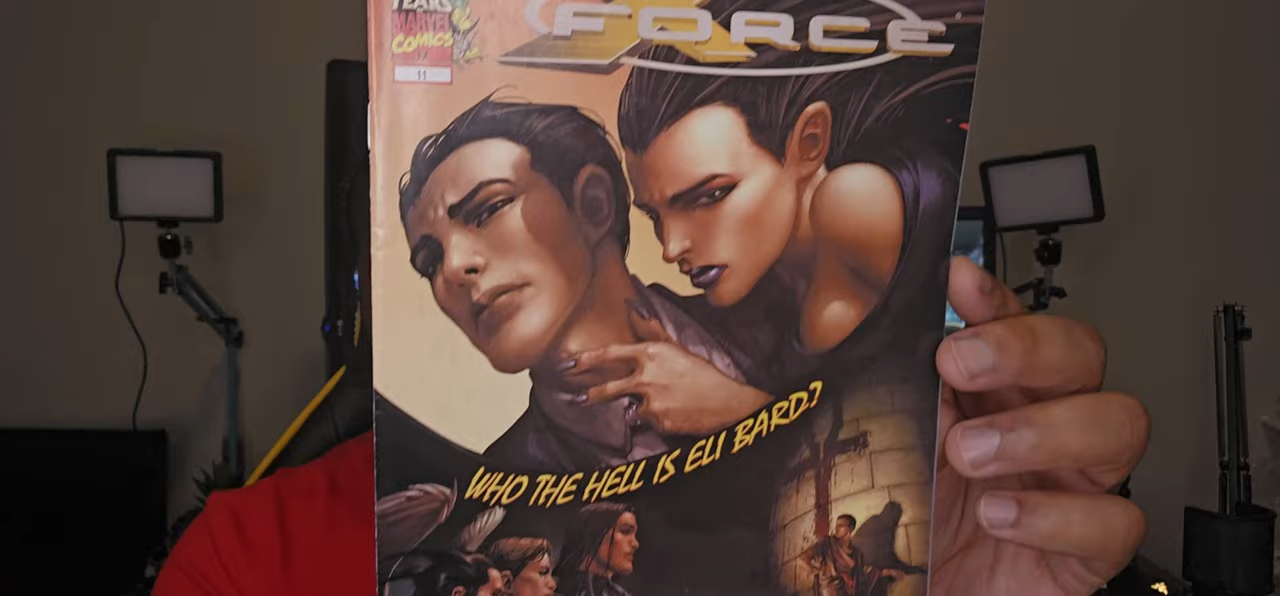 YEARS
MARVEL
COMICS
11
X
FORCE
WHO THE HELL IS ELI BARD?